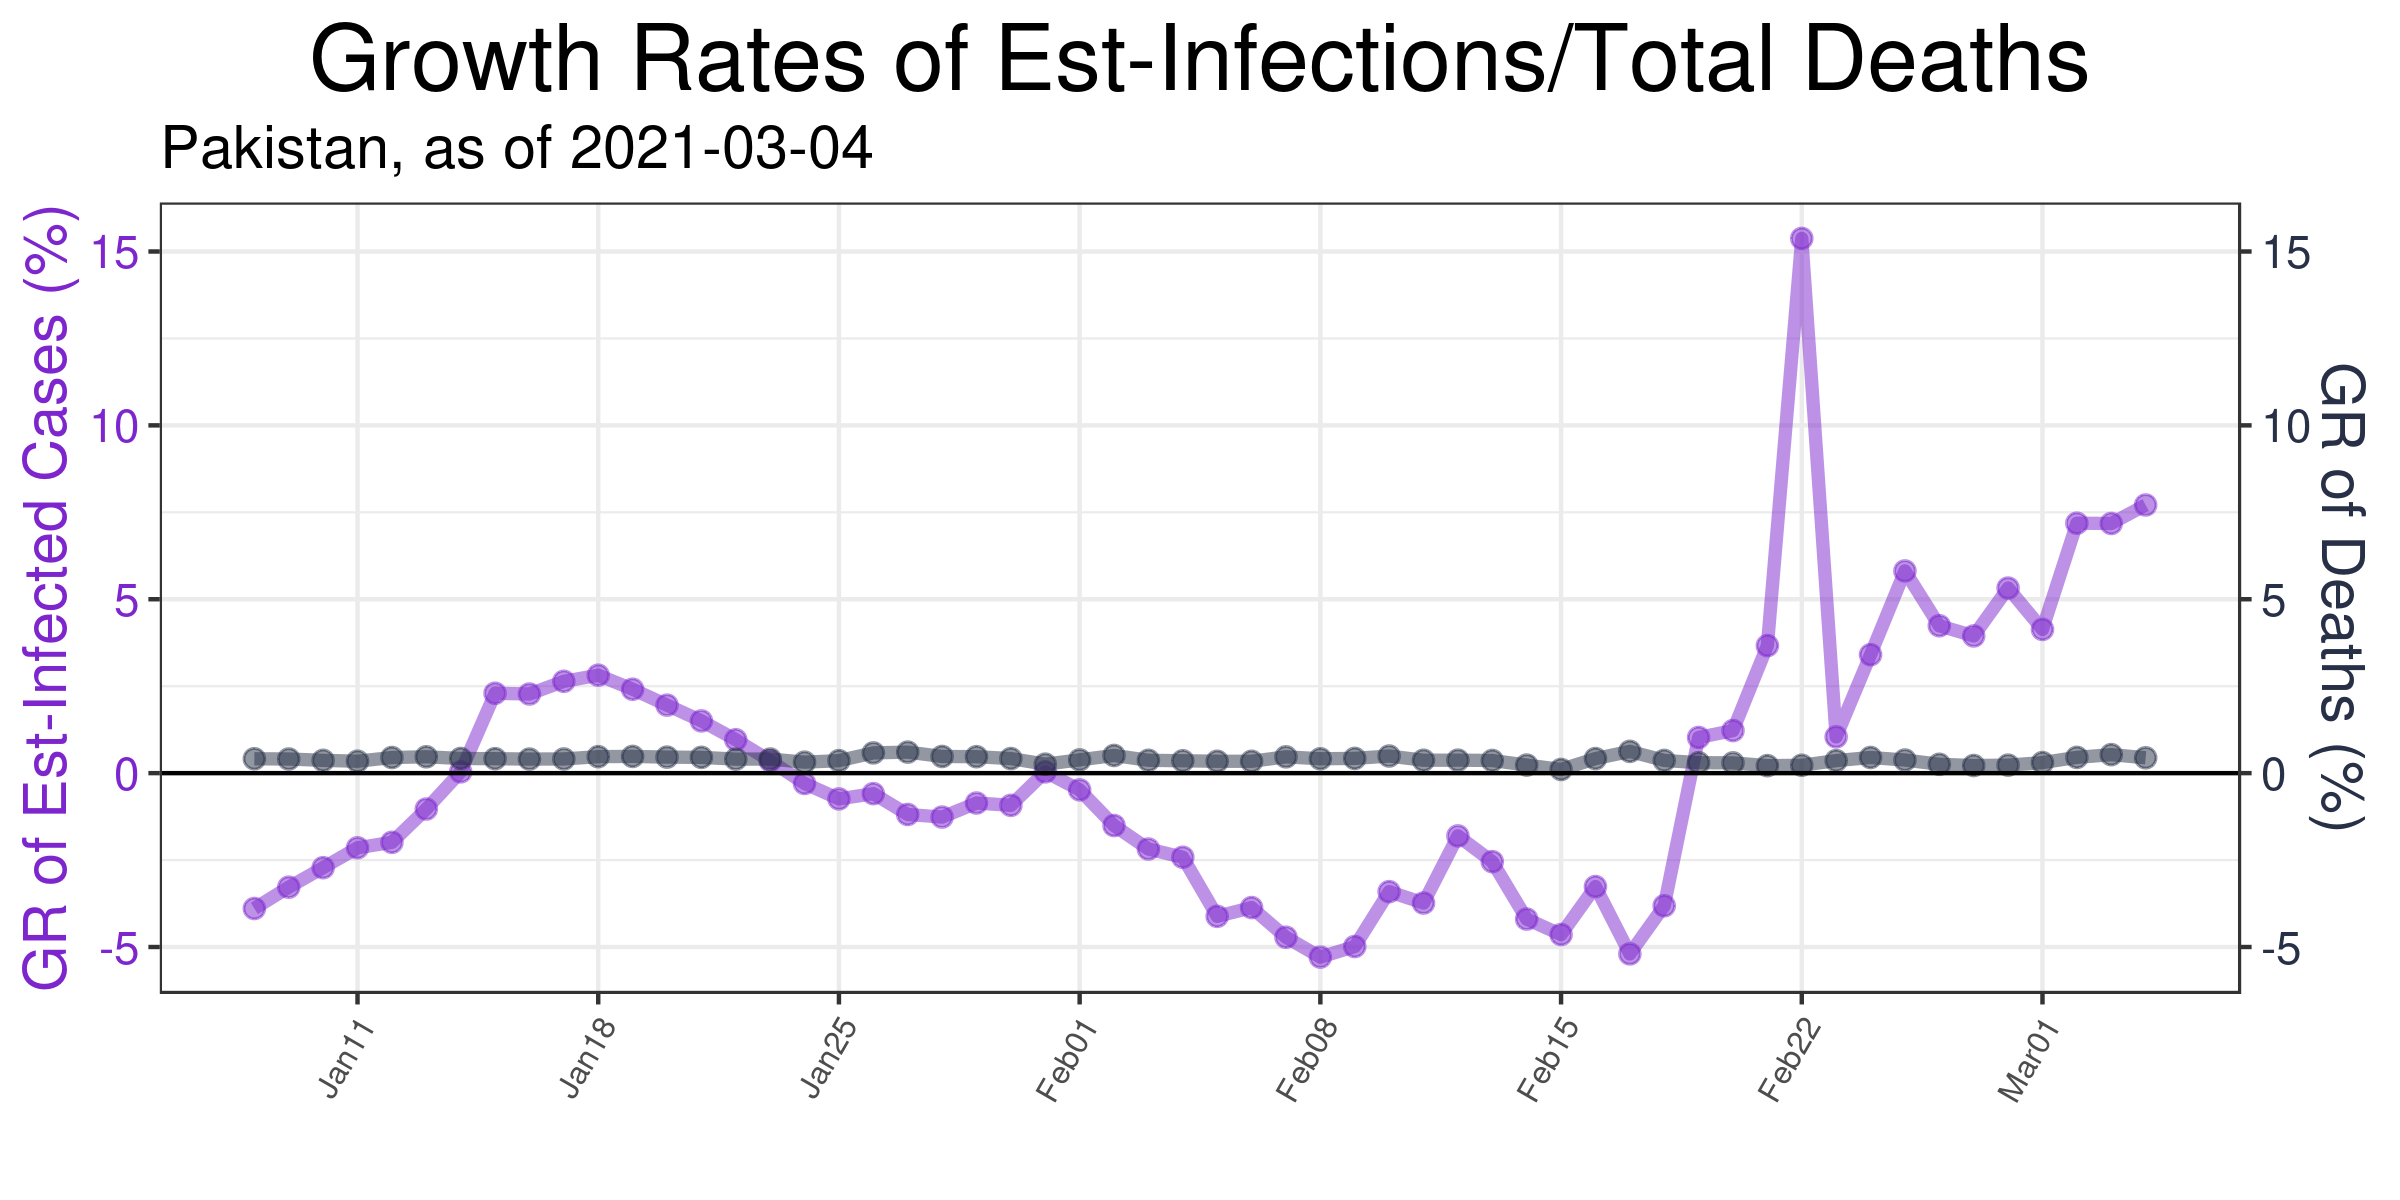 Growth Rates of Est-Infections/Total Deaths
Pakistan, as of 2021-03-04
GR of Est-Infected Cases (%)
15
10
5
0
-5
15
10
5
0
-5
GR of Deaths (%)
Jan11
Jan18
Jan25
Feb01
Feb08
Feb15
Feb22
Mar01